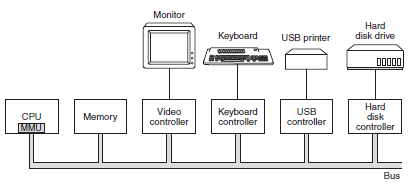 Monitor
Keyboard
USB printer
Hard
disk drive
CPU
MMU
Memory
Video
controller
Keyboard
controller
USB
controller
Hard
disk
controller
Bus